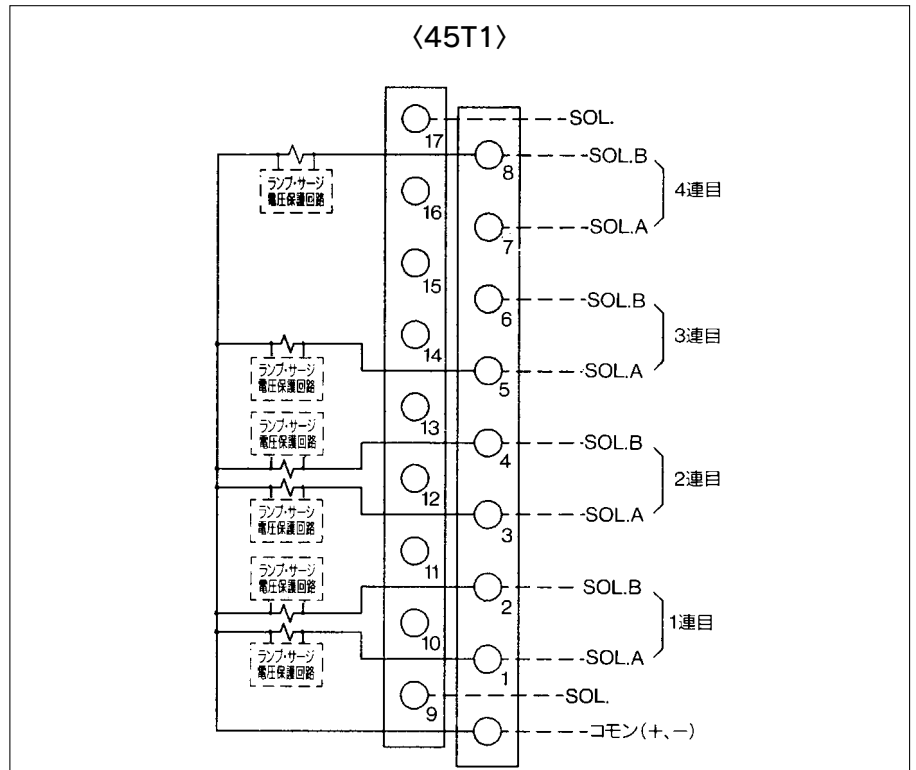 〈45T1〉
SOL.
17
SOL.B
8
ランプ・サージ
電圧保護回路
4連目
16
SOL.A
7
15
SOL.B
6
14
3連目
ランプ・サージ
電圧保護回路
SOL.A
5
13
ランプ・サージ
電圧保護回路
SOL.B
4
2連目
12
ランプ・サージ
電圧保護回路
SOL.A
3
11
ランプ・サージ
電圧保護回路
SOL.B
2
1連目
10
ランプ・サージ
電圧保護回路
SOL.A
1
SOL.
9
コモン(+、−)